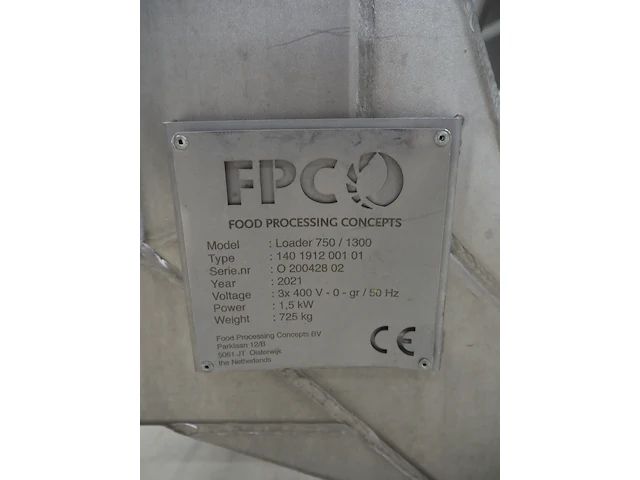 FPCO
FOOD PROCESSING CONCEPTS
Model : Loader 750 / 1300
Type : 140 1912 001 01
Serie.nr : O 200428 02
Year : 2021
Voltage : 3x 400 V - 0 - gr / 50 Hz
Power : 1,5 kW
Weight : 725 kg
Food Processing Concepts BV
Parklaan 12/B
5061 JT Oisterwijk
the Netherlands
CE